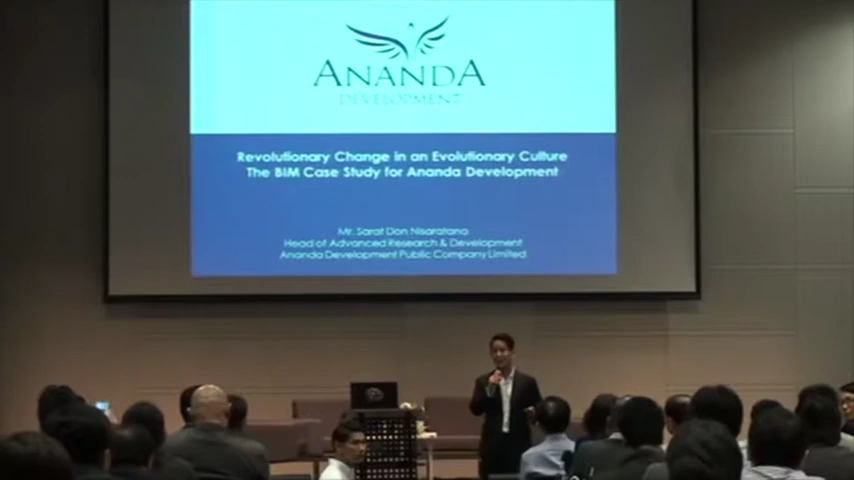 ANANDA
DEVELOPMENT
Revolutionary Change in an Evolutionary Culture
The BIM Case Study for Ananda Development
Mr. Sarat Don Nisaratana
Head of Advanced Research & Development
Ananda Development Public Company Limited